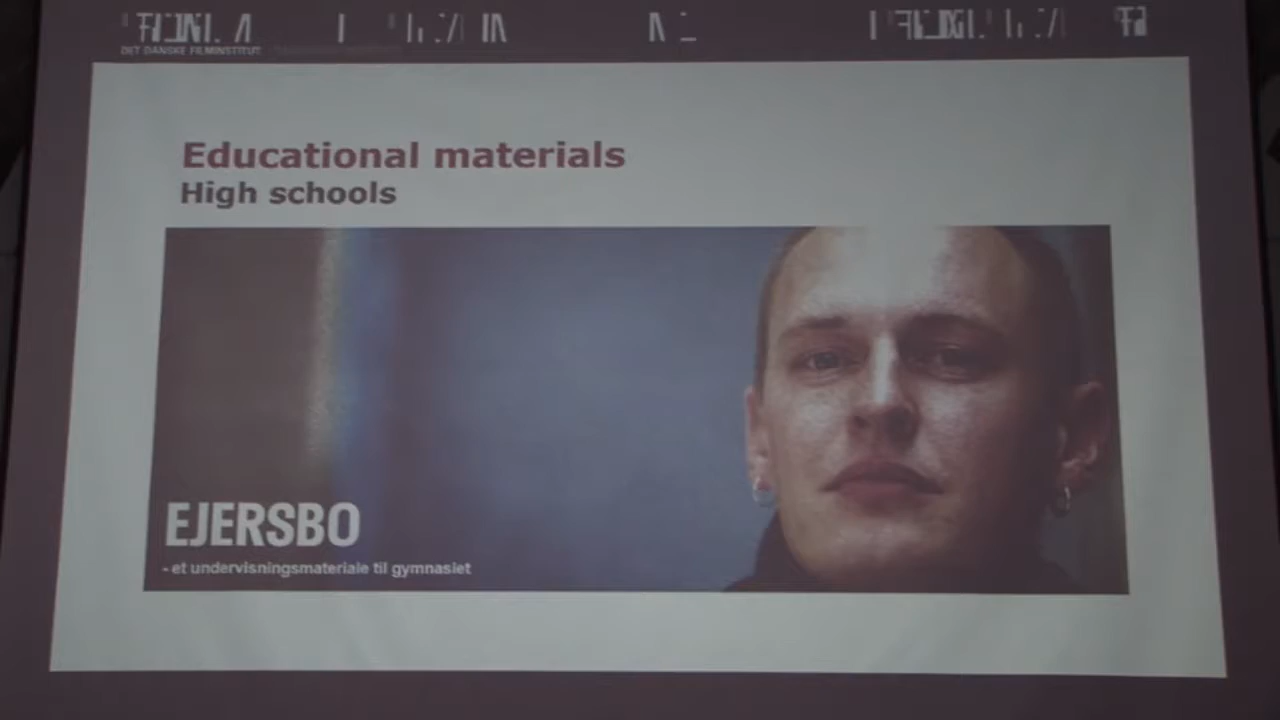 DET DANSKE FILMINSTITUT
Educational materials
High schools
EJERSBO
- et undervisningsmateriale til gymnasiet